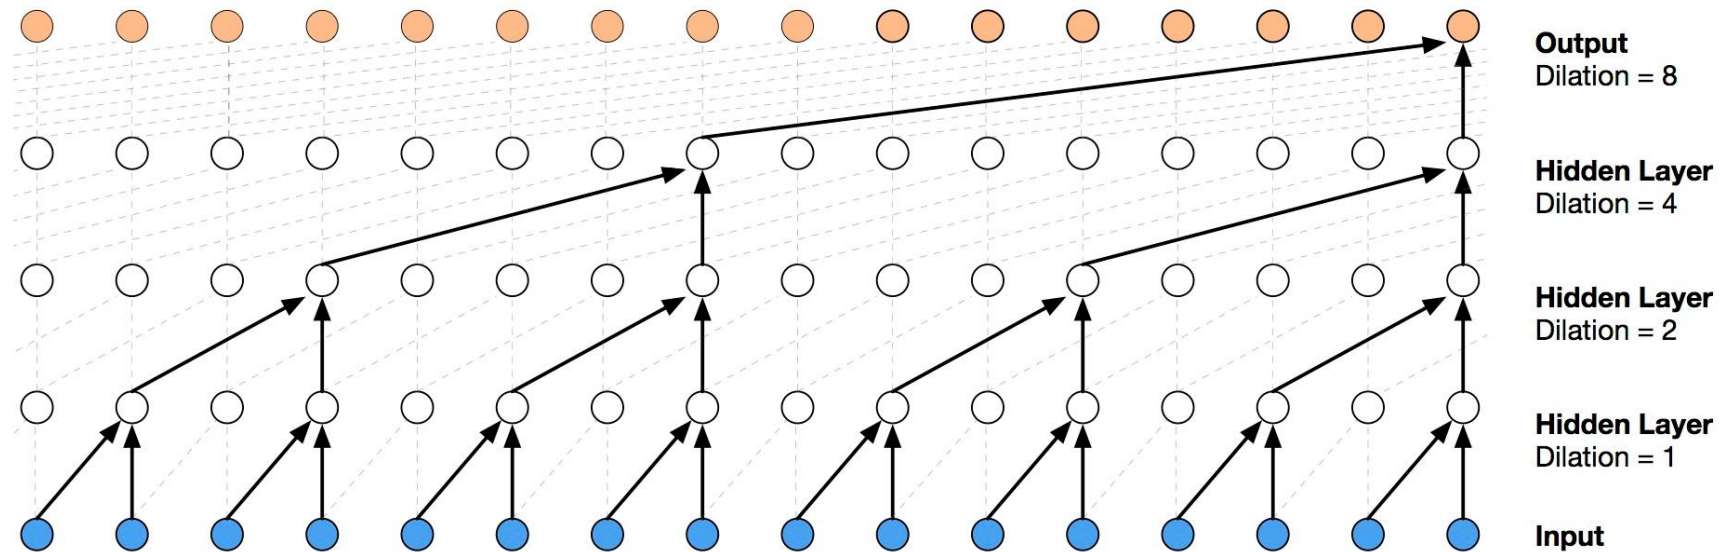 Output
Dilation = 8
Hidden Layer
Dilation = 4
Hidden Layer
Dilation = 2
Hidden Layer
Dilation = 1
Input